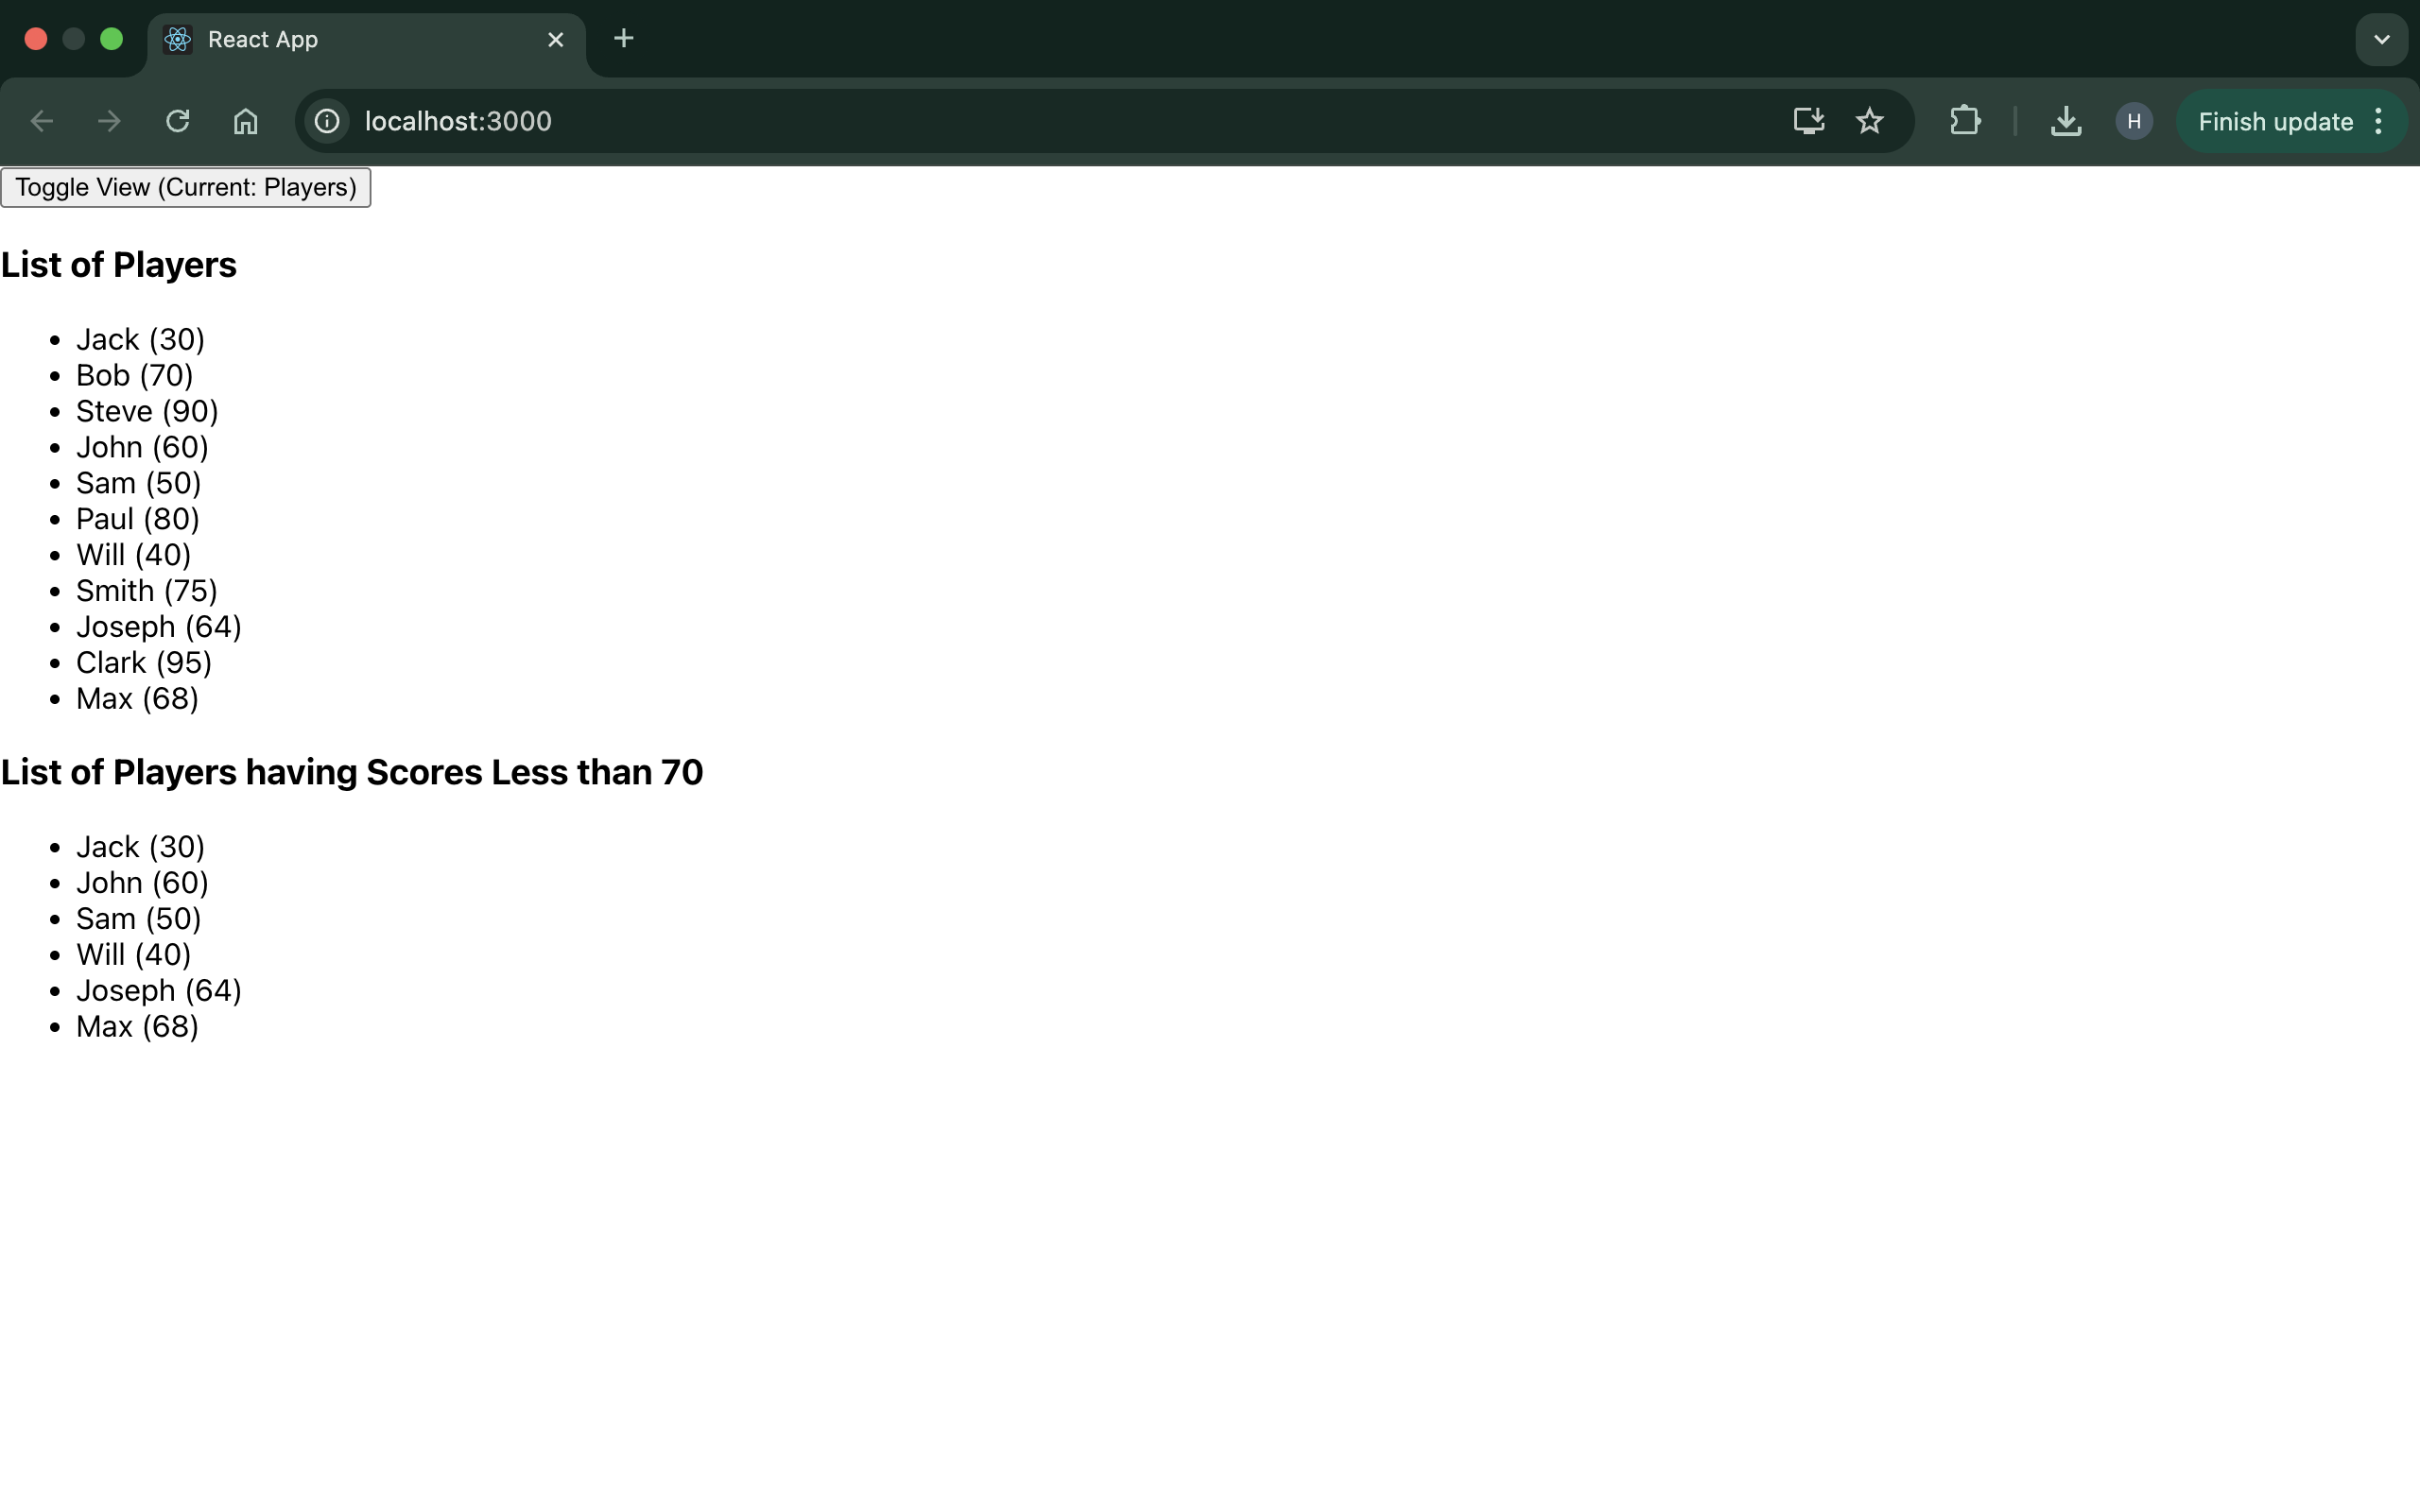 React App
localhost:3000
H
Finish update
Toggle View (Current: Players)
List of Players
• Jack (30)
• Bob (70)
• Steve (90)
• John (60)
• Sam (50)
• Paul (80)
• Will (40)
• Smith (75)
• Joseph (64)
• Clark (95)
• Max (68)
List of Players having Scores Less than 70
• Jack (30)
• John (60)
• Sam (50)
• Will (40)
• Joseph (64)
• Max (68)